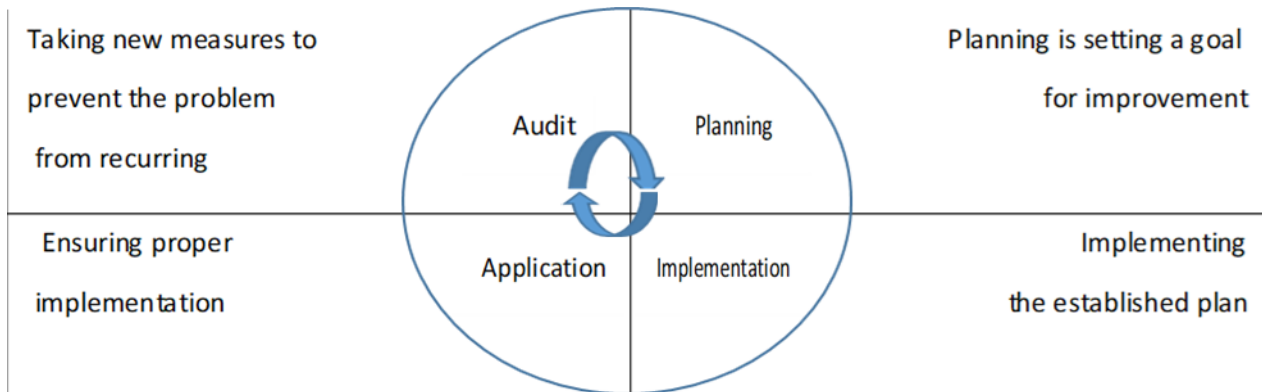 Taking new measures to
prevent the problem
from recurring
Audit
Planning
Planning is setting a goal
for improvement
Ensuring proper
implementation
Application
Implementation
Implementing
the established plan